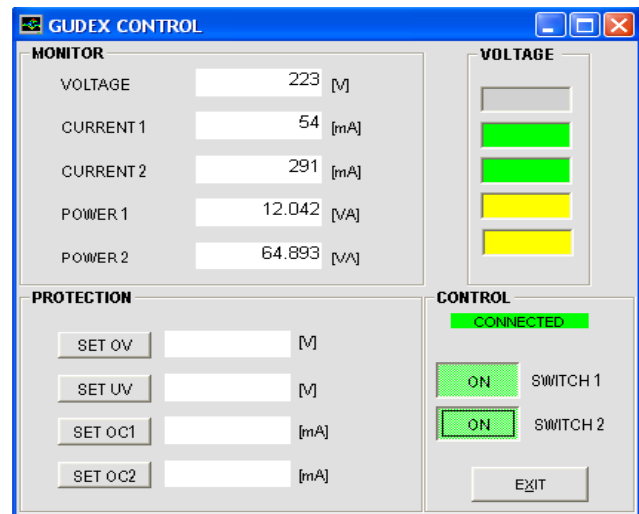 GUDEX CONTROL
MONITOR
VOLTAGE 223 [V]
CURRENT 1 54 [mA]
CURRENT 2 291 [mA]
POWER 1 12.042 [VA]
POWER 2 64.893 [VA]
VOLTAGE
PROTECTION
SET OV [V]
SET UV [V]
SET OC1 [mA]
SET OC2 [mA]
CONTROL
CONNECTED
ON SWITCH 1
ON SWITCH 2
EXIT